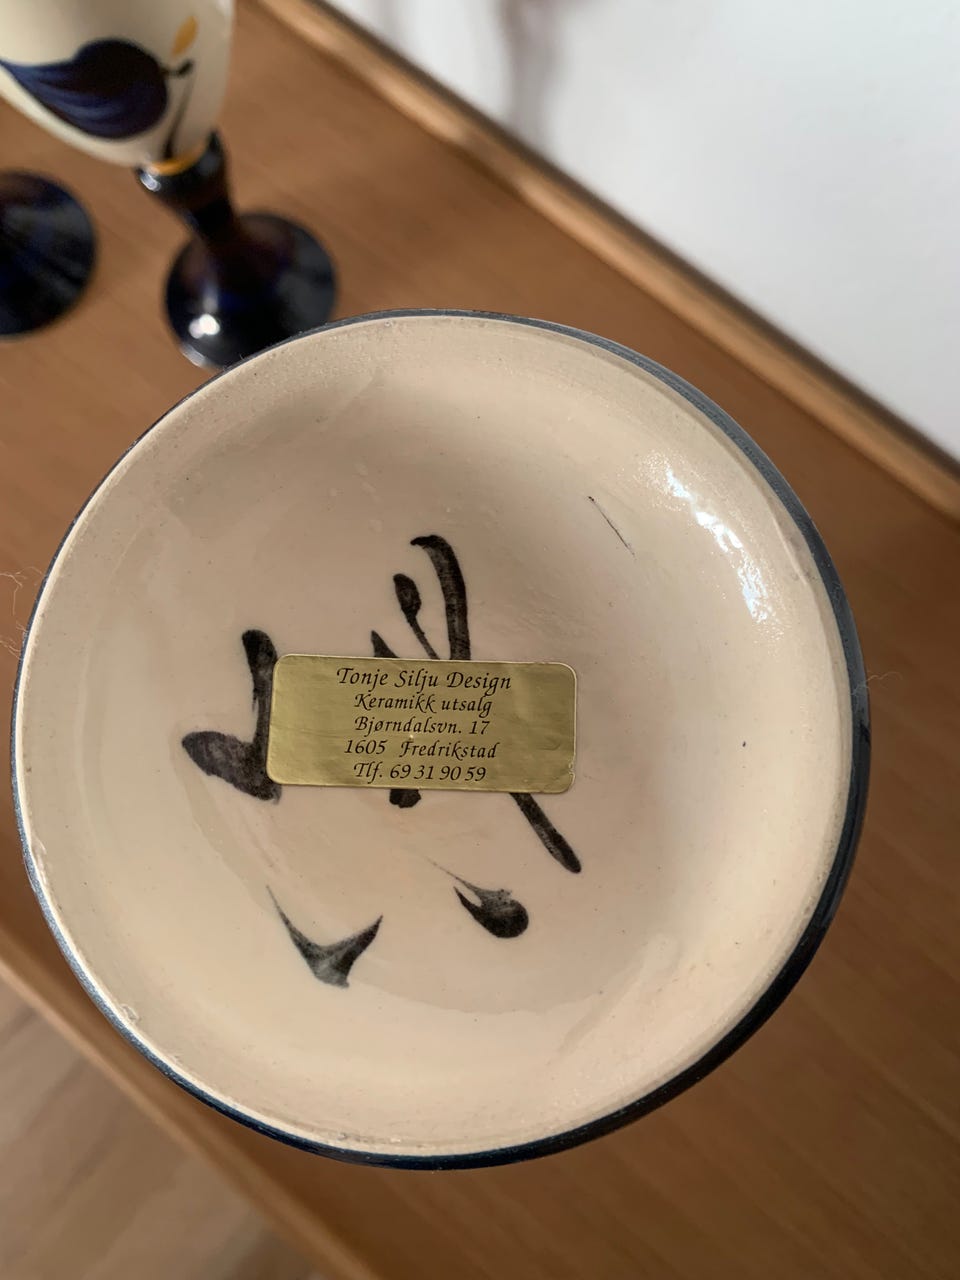 Tonje Silju Design
Keramikk utsalg
Bjørndalsvn. 17
1605 Fredrikstad
Tlf. 69 31 90 59